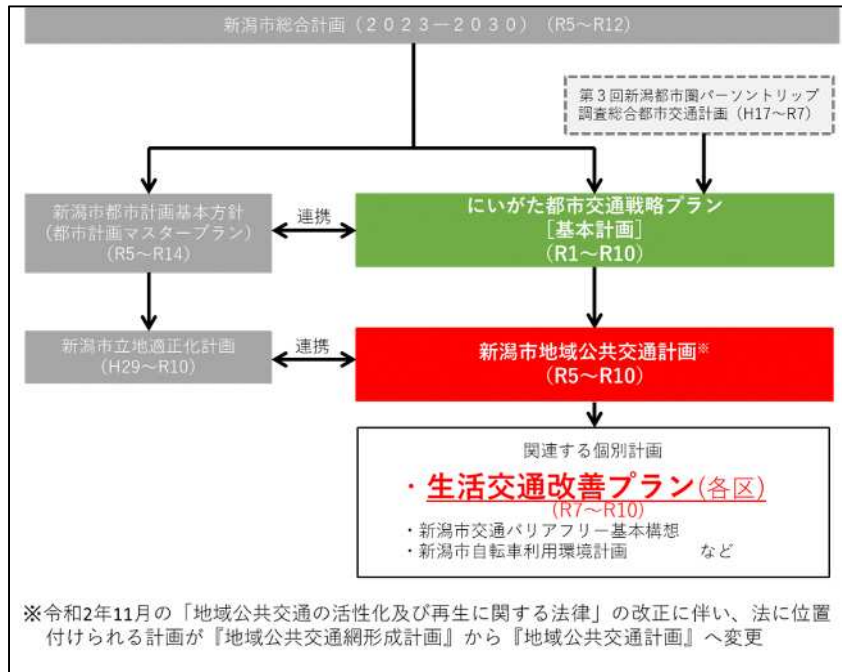 新潟市総合計画（２０２３－２０３０）（R5～R12）
第３回新潟都市圏パーソントリップ
調査総合都市交通計画（H17～R7）
新潟市都市計画基本方針
（都市計画マスタープラン）
（R5～R14）
連携
にいがた都市交通戦略プラン
［基本計画］
（R1～R10）
新潟市立地適正化計画
（H29～R10）
連携
新潟市地域公共交通計画※
（R5～R10）
関連する個別計画
・生活交通改善プラン(各区)
(R7～R10)
・新潟市交通バリアフリー基本構想
・新潟市自転車利用環境計画　など
※令和2年11月の「地域公共交通の活性化及び再生に関する法律」の改正に伴い、法に位置
付けられる計画が『地域公共交通網形成計画』から『地域公共交通計画』へ変更